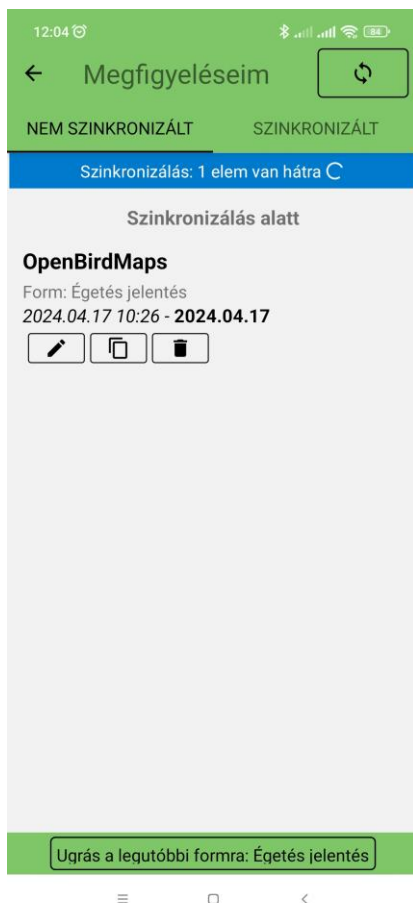 12:04
84
Megfigyeléseim
NEM SZINKRONIZÁLT
SZINKRONIZÁLT
Szinkronizálás: 1 elem van hátra
Szinkronizálás alatt
OpenBirdMaps
Form: Égetés jelentés
2024.04.17 10:26 - 2024.04.17
Ugrás a legutóbbi formra: Égetés jelentés